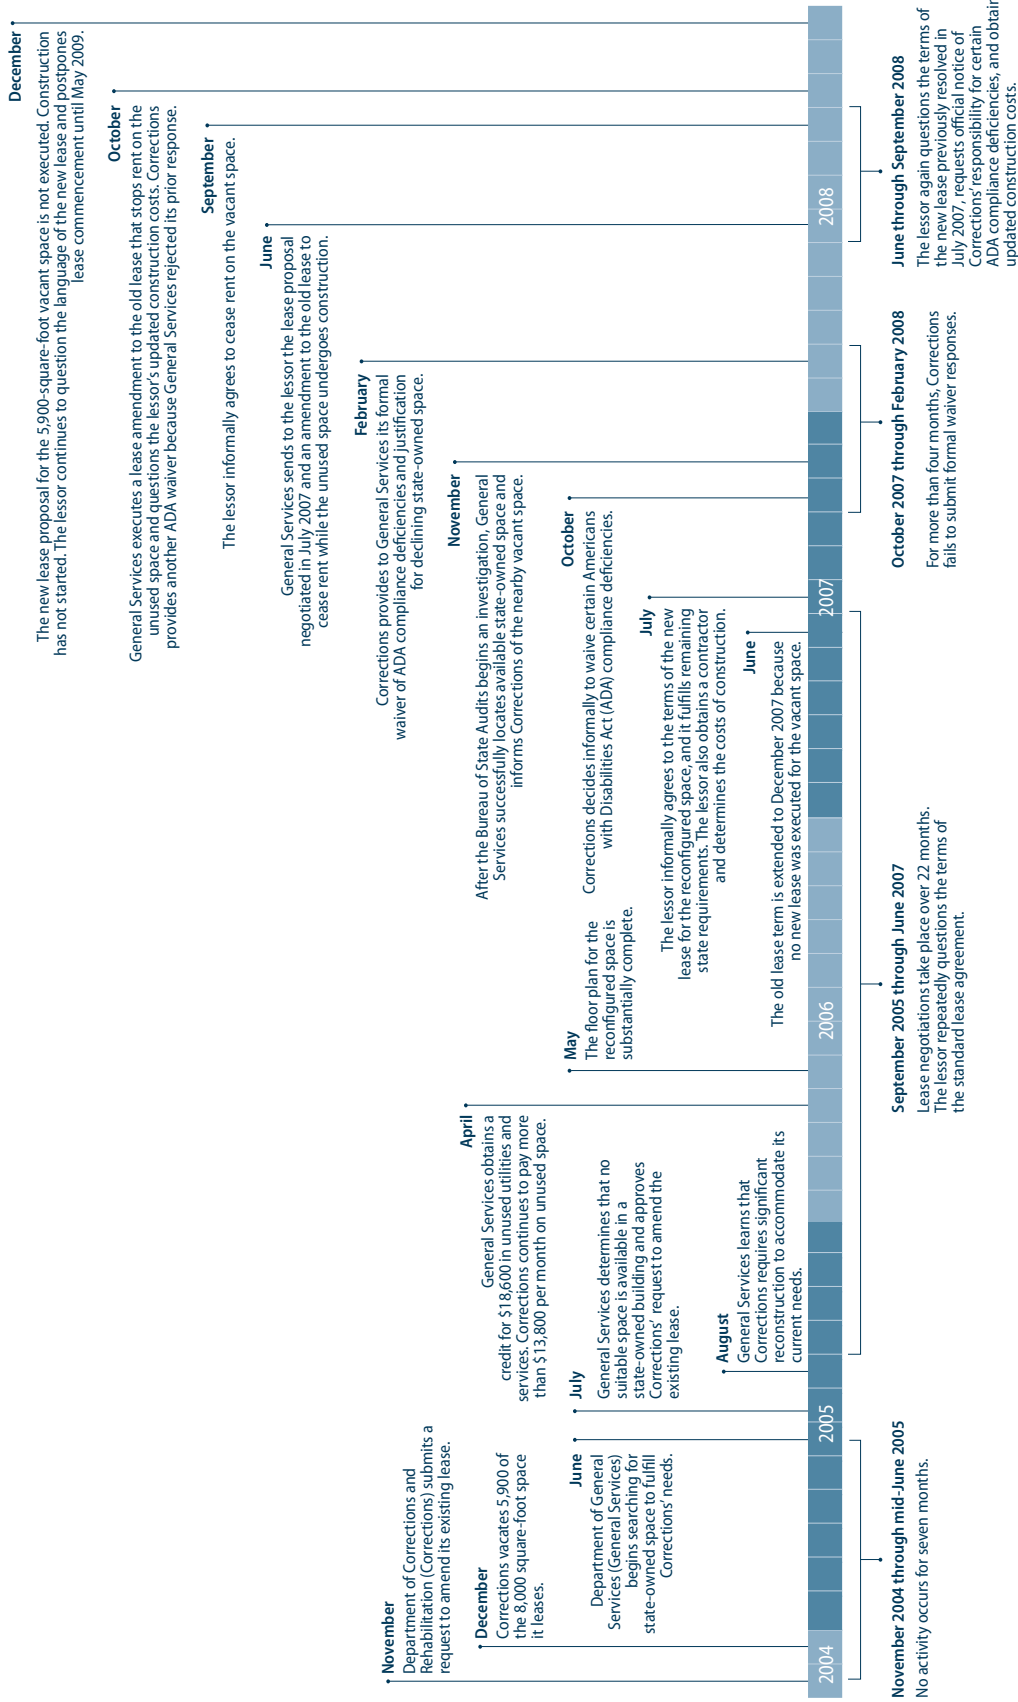 November
Department of Corrections and
Rehabilitation (Corrections) submits a
request to amend its existing lease.
December
Corrections vacates 5,900 of
the 8,000 square-foot space
it leases.
June
Department of General
Services (General Services)
begins searching for
state-owned space to fulfill
Corrections' needs.
July
General Services determines that no
suitable space is available in a
state-owned building and approves
Corrections' request to amend the
existing lease.
August
General Services learns that
Corrections requires significant
reconstruction to accommodate its
current needs.
April
General Services obtains a
credit for $18,600 in unused utilities and
services. Corrections continues to pay more
than $13,800 per month on unused space.
May
The floor plan for the
reconfigured space is
substantially complete.
June
The old lease term is extended to December 2007 because
no new lease was executed for the vacant space.
July
The lessor informally agrees to the terms of the new
lease for the reconfigured space, and it fulfills remaining
state requirements. The lessor also obtains a contractor
and determines the costs of construction.
October
Corrections decides informally to waive certain Americans
with Disabilities Act (ADA) compliance deficiencies.
November
After the Bureau of State Audits begins an investigation, General
Services successfully locates available state-owned space and
informs Corrections of the nearby vacant space.
February
Corrections provides to General Services its formal
waiver of ADA compliance deficiencies and justification
for declining state-owned space.
June
General Services sends to the lessor the lease proposal
negotiated in July 2007 and an amendment to the old lease to
cease rent while the unused space undergoes construction.
September
The lessor informally agrees to cease rent on the vacant space.
October
General Services executes a lease amendment to the old lease that stops rent on the
unused space and questions the lessor's updated construction costs. Corrections
provides another ADA waiver because General Services rejected its prior response.
December
The new lease proposal for the 5,900-square-foot vacant space is not executed. Construction
has not started. The lessor continues to question the language of the new lease and postpones
lease commencement until May 2009.
2004
2005
2006
2007
2008
November 2004 through mid-June 2005
No activity occurs for seven months.
September 2005 through June 2007
Lease negotiations take place over 22 months.
The lessor repeatedly questions the terms of
the standard lease agreement.
October 2007 through February 2008
For more than four months, Corrections
fails to submit formal waiver responses.
June through September 2008
The lessor again questions the terms of
the new lease previously resolved in
July 2007, requests official notice of
Corrections' responsibility for certain
ADA compliance deficiencies, and obtain
updated construction costs.